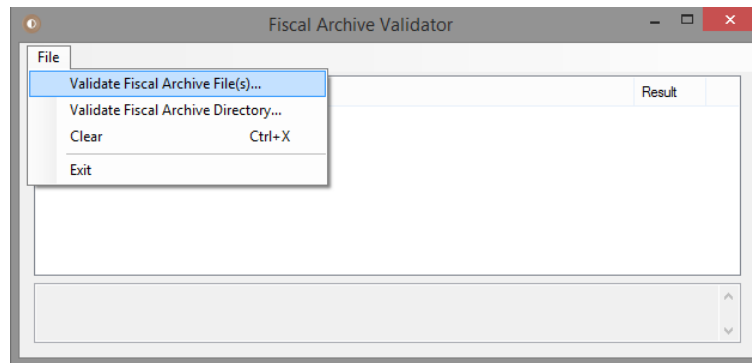 Fiscal Archive Validator
File
Validate Fiscal Archive File(s)...
Result
Validate Fiscal Archive Directory...
Clear Ctrl+X
Exit